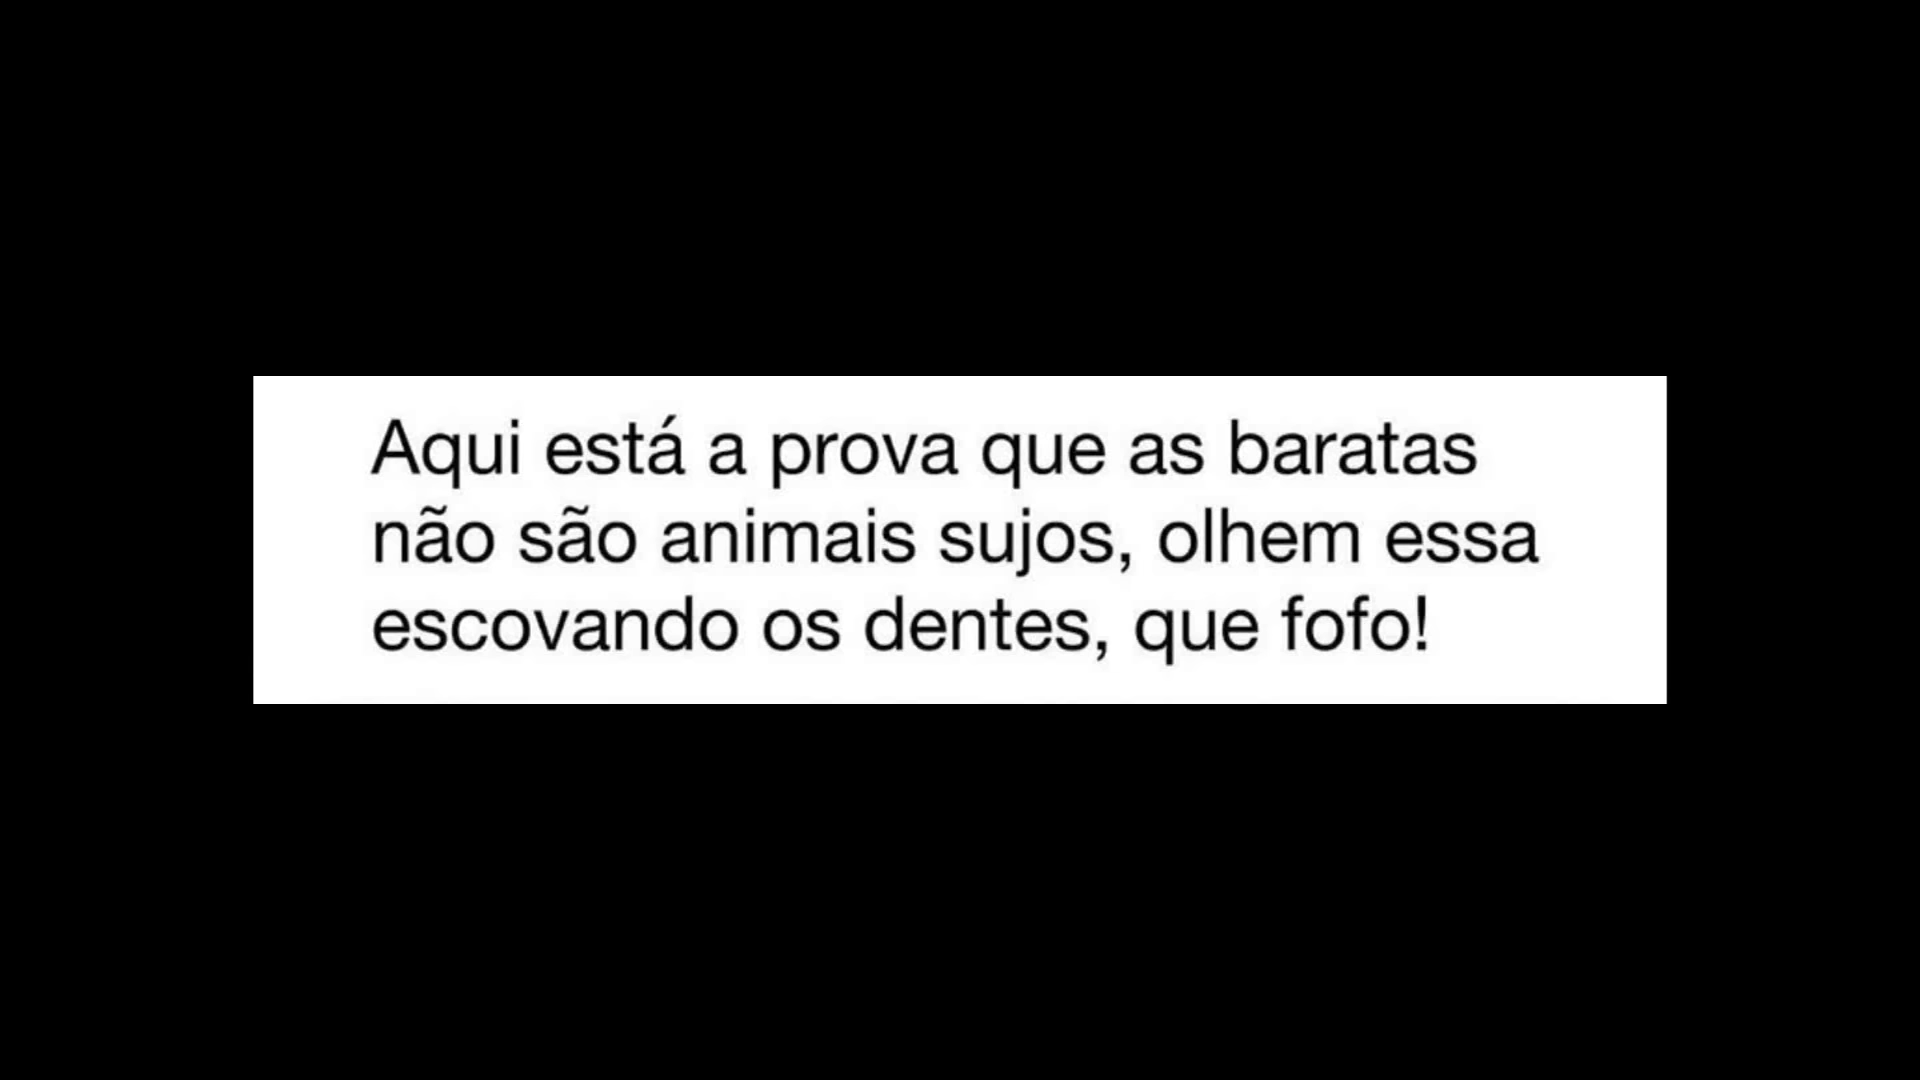 Aqui está a prova que as baratas
não são animais sujos, olhem essa
escovando os dentes, que fofo!